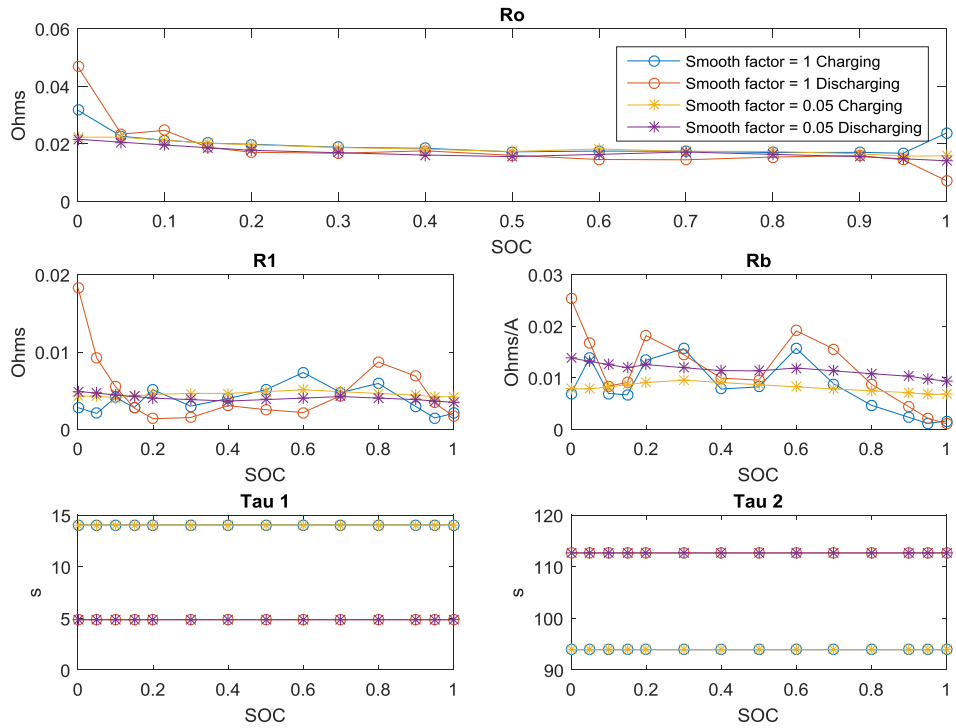 Ro
0.06
0.04
0.02
0
Ohms
0 0.1 0.2 0.3 0.4 0.5 0.6 0.7 0.8 0.9 1
SOC
Smooth factor = 1 Charging
Smooth factor = 1 Discharging
Smooth factor = 0.05 Charging
Smooth factor = 0.05 Discharging
R1
0.02
0.01
0
Ohms
0 0.2 0.4 0.6 0.8 1
SOC
Rb
0.03
0.02
0.01
0
Ohms/A
0 0.2 0.4 0.6 0.8 1
SOC
Tau 1
15
10
5
0
s
0 0.2 0.4 0.6 0.8 1
SOC
Tau 2
120
110
100
90
s
0 0.2 0.4 0.6 0.8 1
SOC